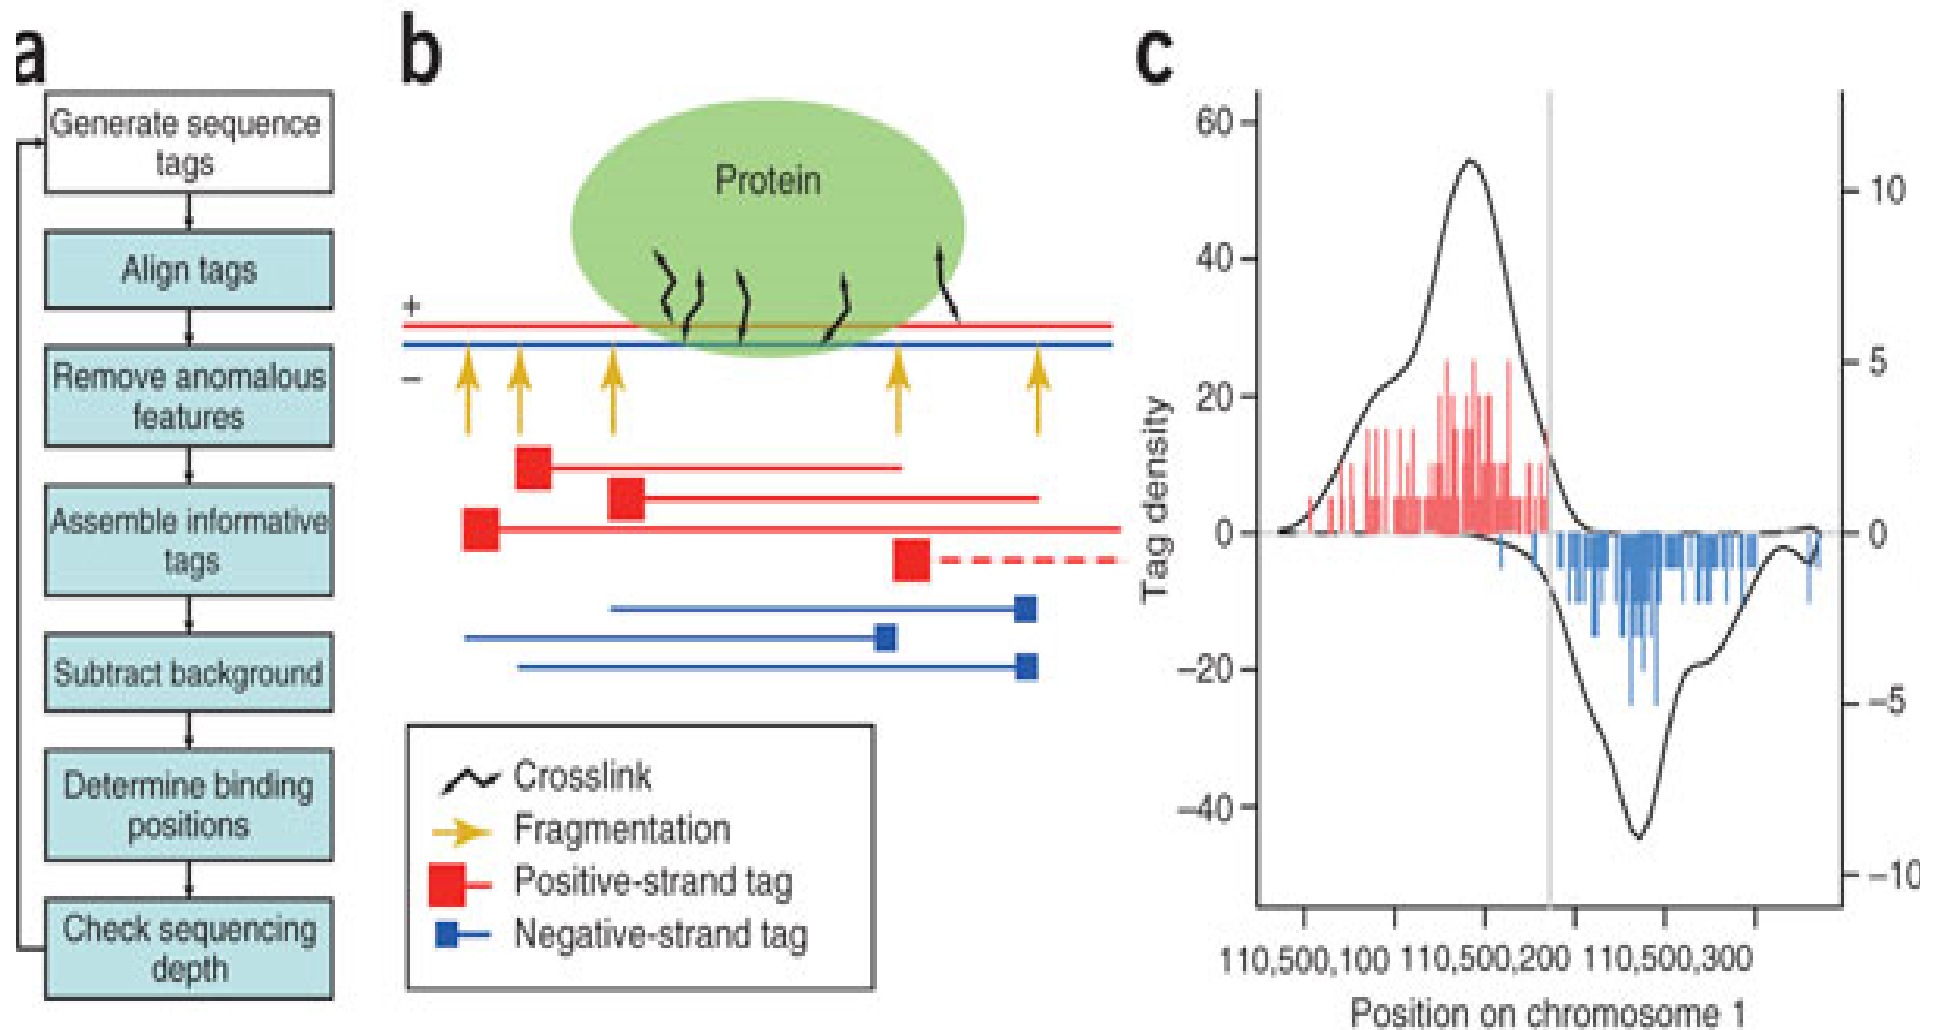 a
Generate sequence
tags
Align tags
Remove anomalous
features
Assemble informative
tags
Subtract background
Determine binding
positions
Check sequencing
depth
b
Protein
+
–
Crosslink
Fragmentation
Positive-strand tag
Negative-strand tag
c
Tag density
60
40
20
0
–20
–40
10
5
0
–5
–10
110,500,100 110,500,200 110,500,300
Position on chromosome 1